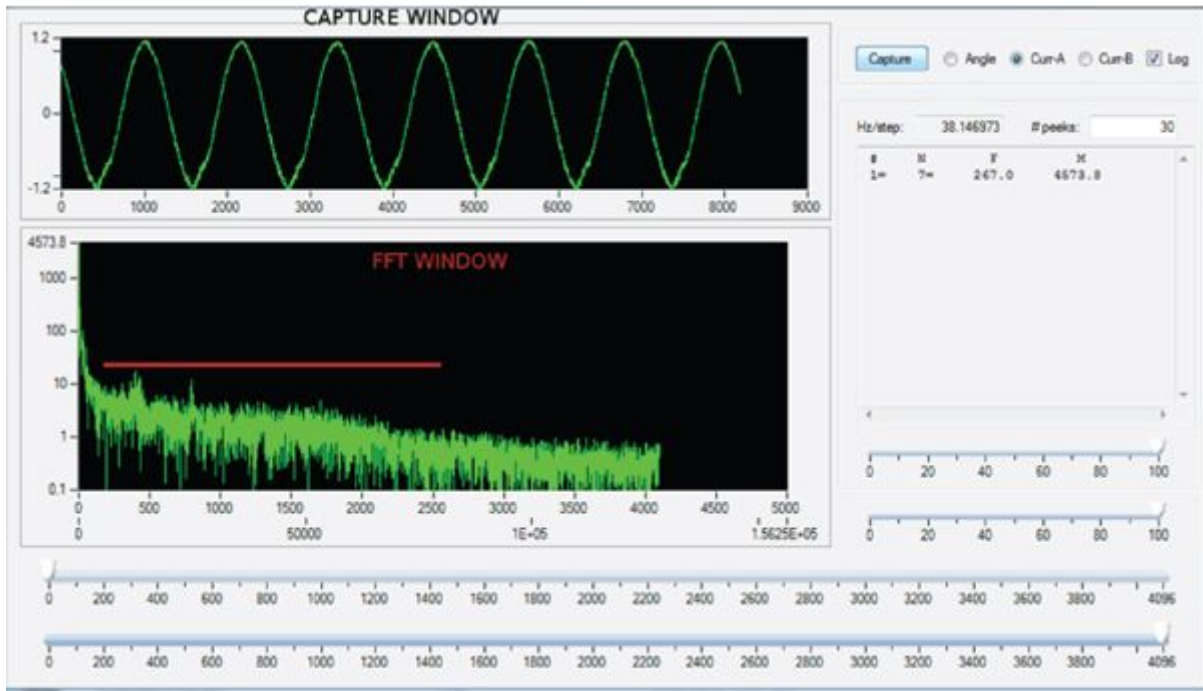 CAPTURE WINDOW
1.2
0
-1.2
0 1000 2000 3000 4000 5000 6000 7000 8000 9000
Capture Angle Curr-A Curr-B Log
Hz/step: 38.146973 # peeks: 30
# N F M
1= 7= 267.0 4573.8
FFT WINDOW
4573.8
1000
100
10
1
0.1
0 500 1000 1500 2000 2500 3000 3500 4000 4500 5000
0 50000 1E+05 1.5625E+05
0 20 40 60 80 100
0 20 40 60 80 100
0 200 400 600 800 1000 1200 1400 1600 1800 2000 2200 2400 2600 2800 3000 3200 3400 3600 3800 4096
0 200 400 600 800 1000 1200 1400 1600 1800 2000 2200 2400 2600 2800 3000 3200 3400 3600 3800 4096